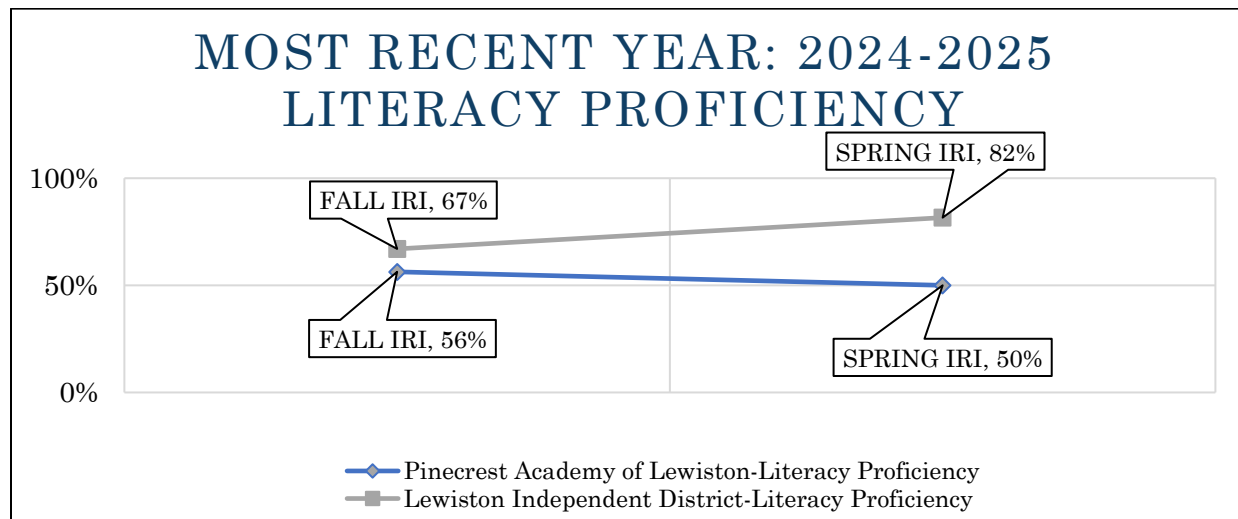 MOST RECENT YEAR: 2024-2025
LITERACY PROFICIENCY
SPRING IRI, 82%
100%
FALL IRI, 67%
50%
FALL IRI, 56%
SPRING IRI, 50%
0%
Pinecrest Academy of Lewiston-Literacy Proficiency
Lewiston Independent District-Literacy Proficiency